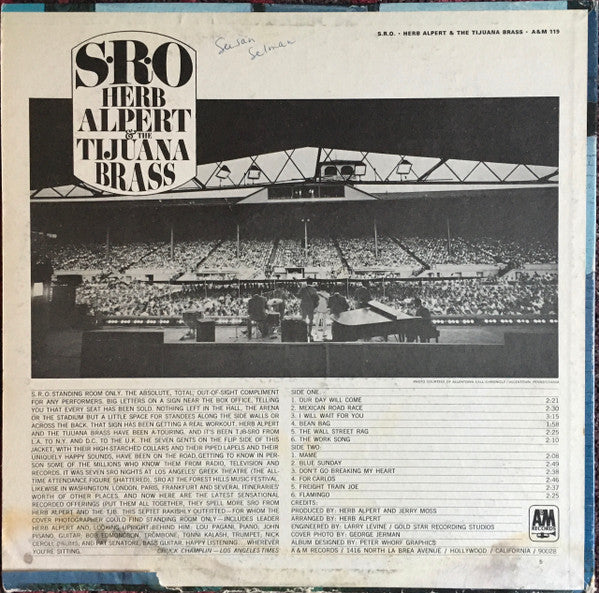 S.R.O. · HERB ALPERT & THE TIJUANA BRASS · A&M 119
S·R·O
HERB
ALPERT
& THE
TIJUANA
BRASS
Susan
Selman
PHOTO COURTESY OF ALLENTOWN CALL CHRONICLE / ALLENTOWN, PENNSYLVANIA
S.R.O. STANDING ROOM ONLY. THE ABSOLUTE, TOTAL, OUT-OF-SIGHT COMPLIMENT
FOR ANY PERFORMERS. BIG LETTERS ON A SIGN NEAR THE BOX OFFICE, TELLING
YOU THAT EVERY SEAT HAS BEEN SOLD. NOTHING LEFT IN THE HALL, THE ARENA
OR THE STADIUM BUT A LITTLE SPACE FOR STANDEES ALONG THE SIDE WALLS OR
ACROSS THE BACK. THAT SIGN HAS BEEN GETTING A REAL WORKOUT. HERB ALPERT
AND THE TIJUANA BRASS HAVE BEEN A-TOURING, AND IT'S BEEN TJB-SRO FROM
L.A. TO N.Y. AND D.C. TO THE U.K. THE SEVEN GENTS ON THE FLIP SIDE OF THIS
JACKET, WITH THEIR HIGH-STARCHED COLLARS AND THEIR PIPED LAPELS AND THEIR
UNIQUELY HAPPY SOUNDS, HAVE BEEN ON THE ROAD, GETTING TO KNOW IN PER-
SON SOME OF THE MILLIONS WHO KNOW THEM FROM RADIO, TELEVISION AND
RECORDS. IT WAS SEVEN SRO NIGHTS AT LOS ANGELES' GREEK THEATRE (THE ALL-
TIME ATTENDANCE FIGURE SHATTERED), SRO AT THE FOREST HILLS MUSIC FESTIVAL,
LIKEWISE IN WASHINGTON, LONDON, PARIS, FRANKFURT AND SEVERAL ITINERARIES'
WORTH OF OTHER PLACES. AND NOW HERE ARE THE LATEST SENSATIONAL
RECORDED OFFERINGS (PUT THEM ALL TOGETHER, THEY SPELL MORE SRO FROM
HERB ALPERT AND THE TJB. THIS SEPTET RAKISHLY OUTFITTED—FOR WHOM THE
COVER PHOTOGRAPHER COULD FIND STANDING ROOM ONLY—INCLUDES LEADER
HERB ALPERT AND, LOOMING UPRIGHT BEHIND HIM, LOU PAGANI, PIANO, JOHN
PISANO, GUITAR; BOB EDMONDSON, TROMBONE; TONNI KALASH, TRUMPET; NICK
CEROLI, DRUMS, AND PAT SENATORE, BASS GUITAR. HAPPY LISTENING... WHEREVER
YOU'RE SITTING. CHUCK CHAMPLIN—LOS ANGELES TIMES
SIDE ONE
1. OUR DAY WILL COME 2:21
2. MEXICAN ROAD RACE 2:30
3. I WILL WAIT FOR YOU 3:15
4. BEAN BAG 1:58
5. THE WALL STREET RAG 2:25
6. THE WORK SONG 2:10
SIDE TWO
1. MAME 2:08
2. BLUE SUNDAY 2:49
3. DON'T GO BREAKING MY HEART 2:38
4. FOR CARLOS 2:46
5. FREIGHT TRAIN JOE 2:37
6. FLAMINGO 2:25
CREDITS:
PRODUCED BY: HERB ALPERT AND JERRY MOSS
ARRANGED BY: HERB ALPERT
ENGINEERED BY: LARRY LEVINE / GOLD STAR RECORDING STUDIOS
COVER PHOTO BY: GEORGE JERMAN
ALBUM DESIGNED BY: PETER WHORF GRAPHICS
A & M RECORDS / 1416 NORTH LA BREA AVENUE / HOLLYWOOD / CALIFORNIA / 90028
A&M
RECORDS
5